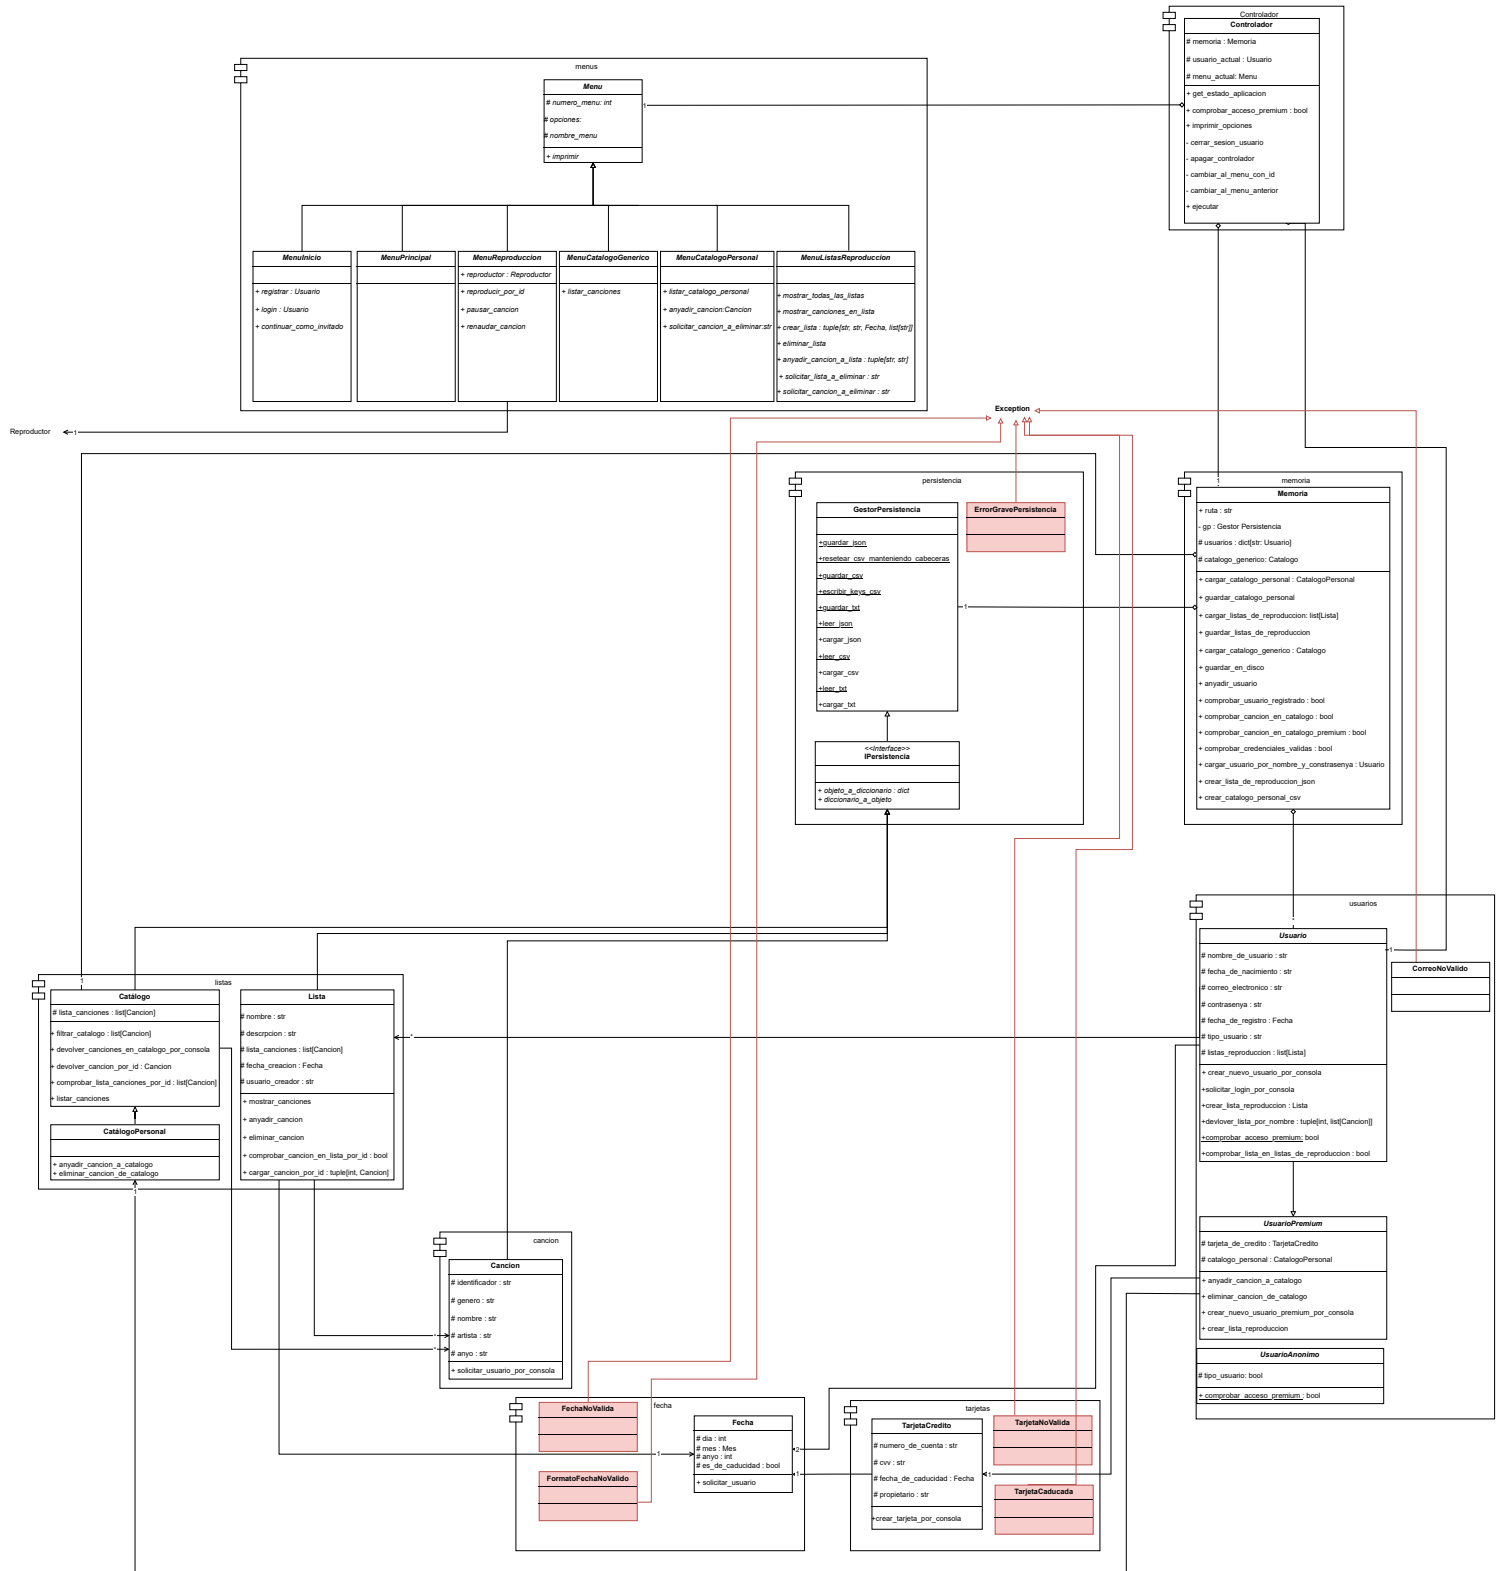 Controlador
Controlador
# memoria : Memoria
# usuario_actual : Usuario
# menu_actual: Menu
+ get_estado_aplicacion
+ comprobar_acceso_premium : bool
+ imprimir_opciones
- cerrar_sesion_usuario
- apagar_controlador
- cambiar_al_menu_con_id
- cambiar_al_menu_anterior
+ ejecutar
menus
Menu
# numero_menu: int
# opciones:
# nombre_menu
+ imprimir
1
MenuInicio
+ registrar : Usuario
+ login : Usuario
+ continuar_como_invitado
MenuPrincipal
MenuReproduccion
+ reproductor : Reproductor
+ reproducir_por_id
+ pausar_cancion
+ renaudar_cancion
MenuCatalogoGenerico
+ listar_canciones
MenuCatalogoPersonal
+ listar_catalogo_personal
+ anyadir_cancion:Cancion
+ solicitar_cancion_a_eliminar:str
MenuListasReproduccion
+ mostrar_todas_las_listas
+ mostrar_canciones_en_lista
+ crear_lista : tuple[str, str, Fecha, list[str]]
+ eliminar_lista
+ anyadir_cancion_a_lista : tuple[str, str]
+ solicitar_lista_a_eliminar : str
+ solicitar_cancion_a_eliminar : str
Reproductor
1
Exception
persistencia
GestorPersistencia
+guardar_json
+resetear_csv_manteniendo_cabeceras
+guardar_csv
+escribir_keys_csv
+guardar_txt
+leer_json
+cargar_json
+leer_csv
+cargar_csv
+leer_txt
+cargar_txt
ErrorGravePersistencia
<<Interface>>
IPersistencia
+ objeto_a_diccionario : dict
+ diccionario_a_objeto
1
1
memoria
Memoria
+ ruta : str
- gp : Gestor Persistencia
# usuarios : dict[str: Usuario]
# catalogo_generico: Catalogo
+ cargar_catalogo_personal : CatalogoPersonal
+ guardar_catalogo_personal
+ cargar_listas_de_reproduccion: list[Lista]
+ guardar_listas_de_reproduccion
+ cargar_catalogo_generico : Catalogo
+ guardar_en_disco
+ anyadir_usuario
+ comprobar_usuario_registrado : bool
+ comprobar_cancion_en_catalogo : bool
+ comprobar_cancion_en_catalogo_premium : bool
+ comprobar_credenciales_validas : bool
+ cargar_usuario_por_nombre_y_constrasenya : Usuario
+ crear_lista_de_reproduccion_json
+ crear_catalogo_personal_csv
usuarios
*
Usuario
# nombre_de_usuario : str
# fecha_de_nacimiento : str
# correo_electronico : str
# contrasenya : str
# fecha_de_registro : Fecha
# tipo_usuario : str
# listas_reproduccion : list[Lista]
+ crear_nuevo_usuario_por_consola
+solicitar_login_por_consola
+crear_lista_reproduccion : Lista
+devlover_lista_por_nombre : tuple[int, list[Cancion]]
+comprobar_acceso_premium: bool
+comprobar_lista_en_listas_de_reproduccion : bool
1
CorreoNoValido
UsuarioPremium
# tarjeta_de_credito : TarjetaCredito
# catalogo_personal : CatalogoPersonal
+ anyadir_cancion_a_catalogo
+ eliminar_cancion_de_catalogo
+ crear_nuevo_usuario_premium_por_consola
+ crear_lista_reproduccion
UsuarioAnonimo
# tipo_usuario: bool
+ comprobar_acceso_premium : bool
listas
1
Catálogo
# lista_canciones : list[Cancion]
+ filtrar_catalogo : list[Cancion]
+ devolver_canciones_en_catalogo_por_consola
+ devolver_cancion_por_id : Cancion
+ comprobar_lista_canciones_por_id : list[Cancion]
+ listar_canciones
CatálogoPersonal
+ anyadir_cancion_a_catalogo
+ eliminar_cancion_de_catalogo
1
Lista
# nombre : str
# descrpcion : str
# lista_canciones : list[Cancion]
# fecha_creacion : Fecha
# usuario_creador : str
+ mostrar_canciones
+ anyadir_cancion
+ eliminar_cancion
+ comprobar_cancion_en_lista_por_id : bool
+ cargar_cancion_por_id : tuple[int, Cancion]
*
cancion
Cancion
# identificador : str
# genero : str
# nombre : str
# artista : str
# anyo : str
+ solicitar_usuario_por_consola
*
*
fecha
FechaNoValida
FormatoFechaNoValido
Fecha
# dia : int
# mes : Mes
# anyo : int
# es_de_caducidad : bool
+ solicitar_usuario
1
2
1
tarjetas
TarjetaCredito
# numero_de_cuenta : str
# cvv : str
# fecha_de_caducidad : Fecha
# propietario : str
+crear_tarjeta_por_consola
1
TarjetaNoValida
TarjetaCaducada